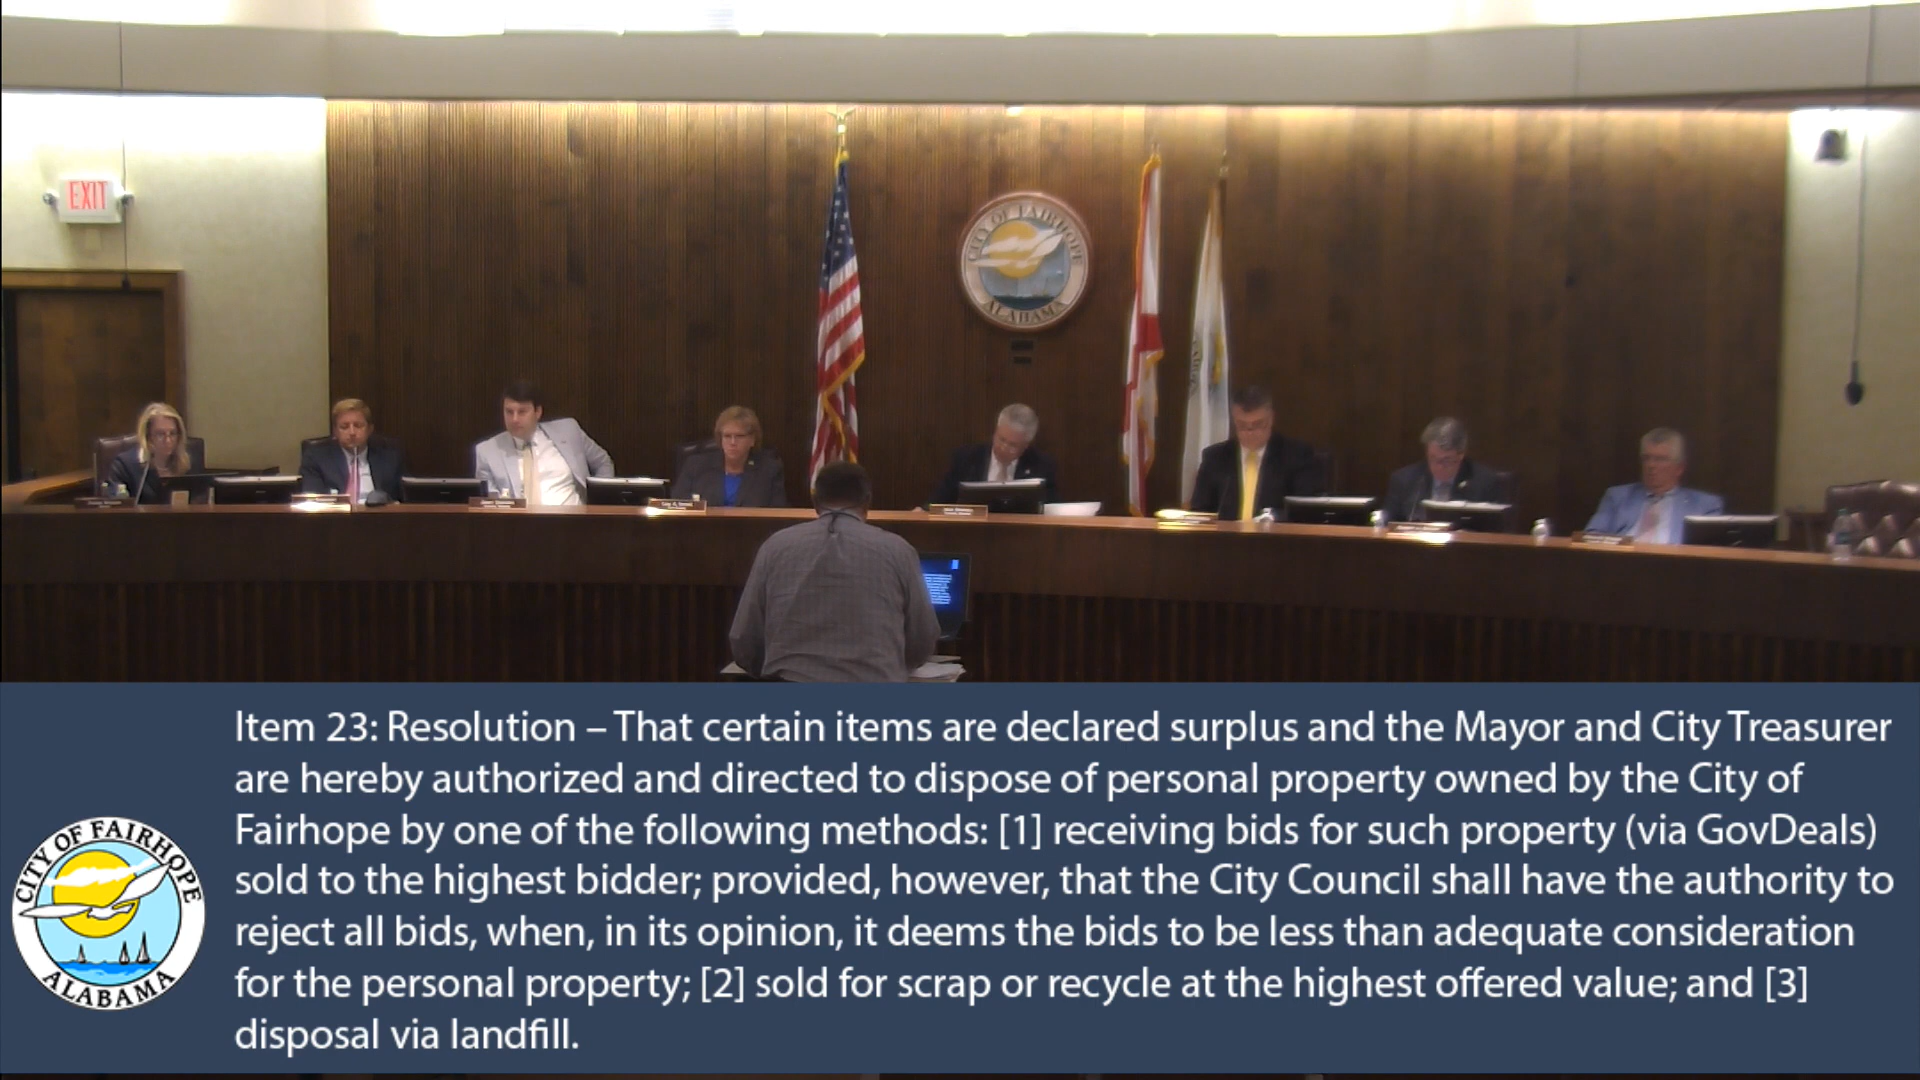 EXIT
CITY OF FAIRHOPE
ALABAMA
Item 23: Resolution – That certain items are declared surplus and the Mayor and City Treasurer
are hereby authorized and directed to dispose of personal property owned by the City of
Fairhope by one of the following methods: [1] receiving bids for such property (via GovDeals)
sold to the highest bidder; provided, however, that the City Council shall have the authority to
reject all bids, when, in its opinion, it deems the bids to be less than adequate consideration
for the personal property; [2] sold for scrap or recycle at the highest offered value; and [3]
disposal via landfill.
CITY OF FAIRHOPE
ALABAMA